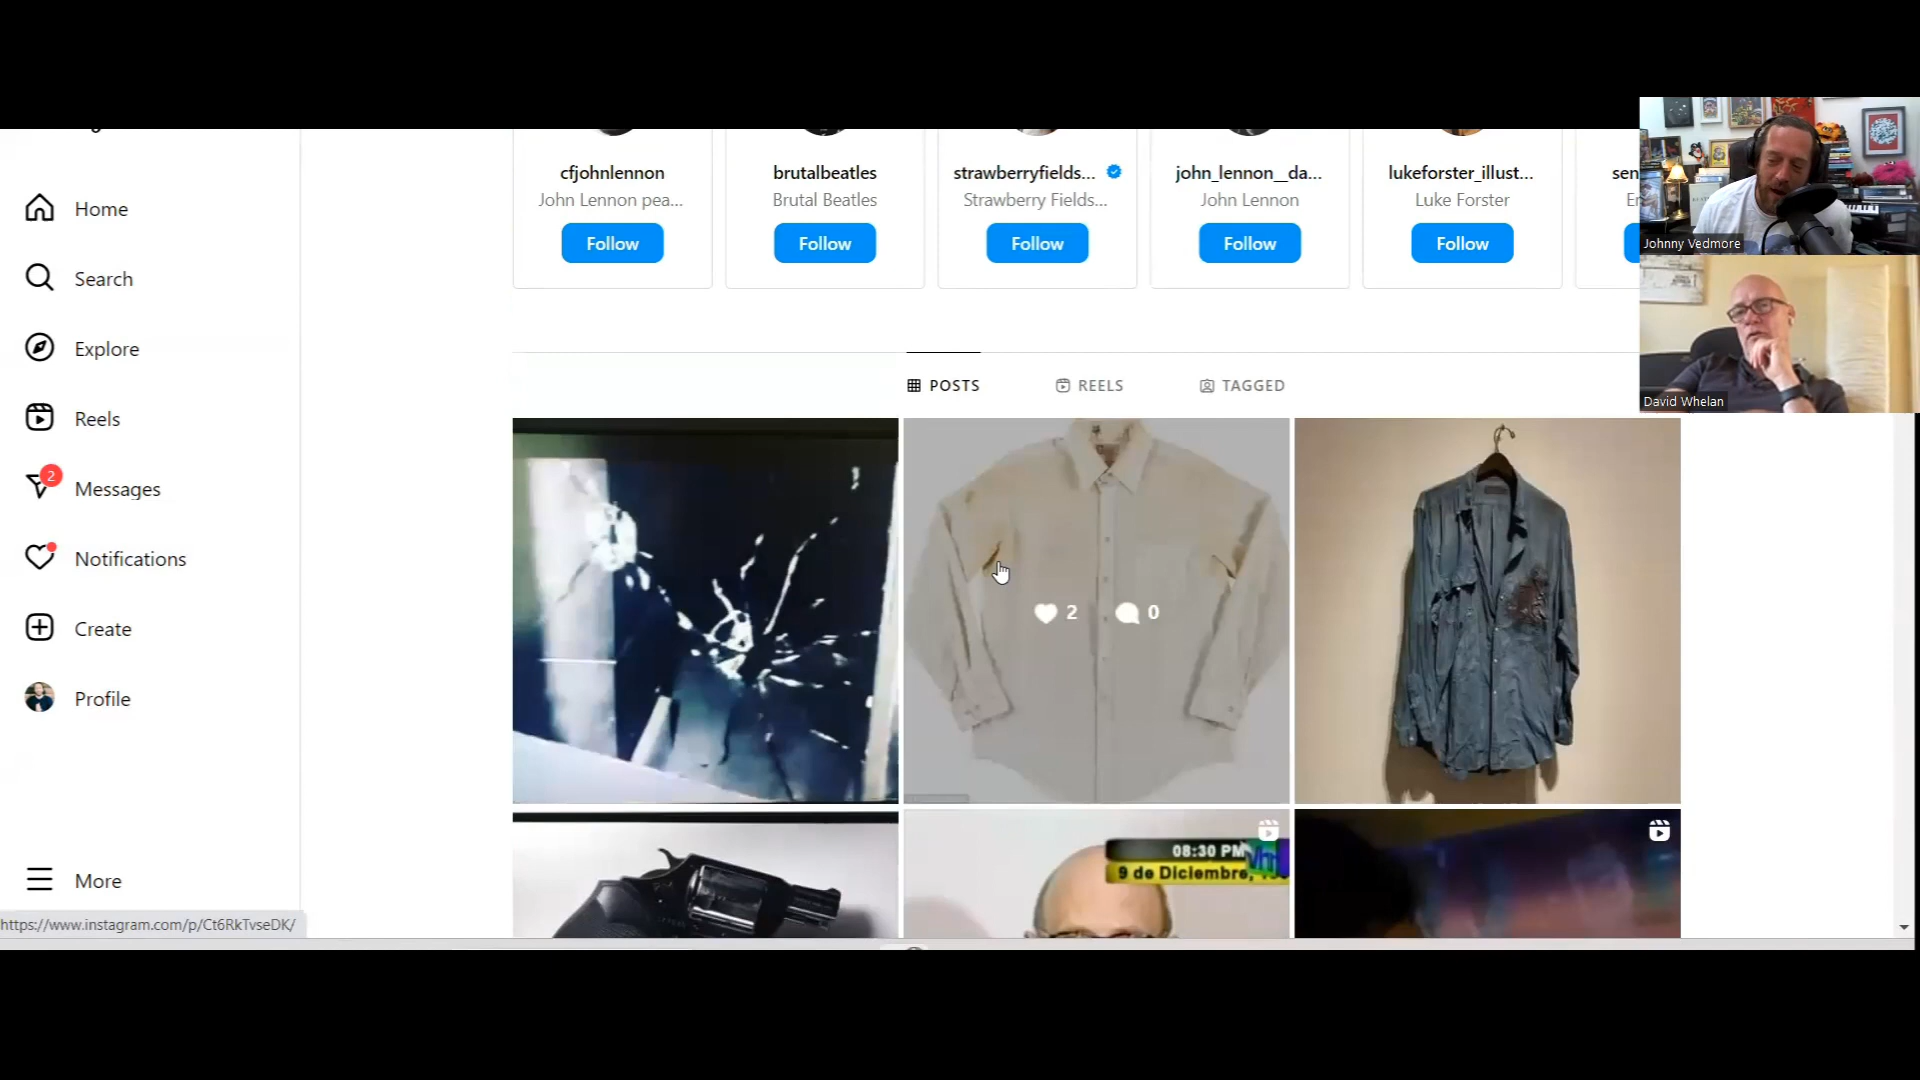 cfjohnlennon
John Lennon pea...
Follow
brutalbeatles
Brutal Beatles
Follow
strawberryfields...
Strawberry Fields...
Follow
john_lennon__da...
John Lennon
Follow
lukeforster_illust...
Luke Forster
Follow
sen
Johnny Vedmore
David Whelan
Home
Search
Explore
Reels
2
Messages
Notifications
Create
Profile
More
https://www.instagram.com/p/Ct6RkTvseDK/
POSTS
REELS
TAGGED
2
0
08:30 PM
9 de Diciembre,